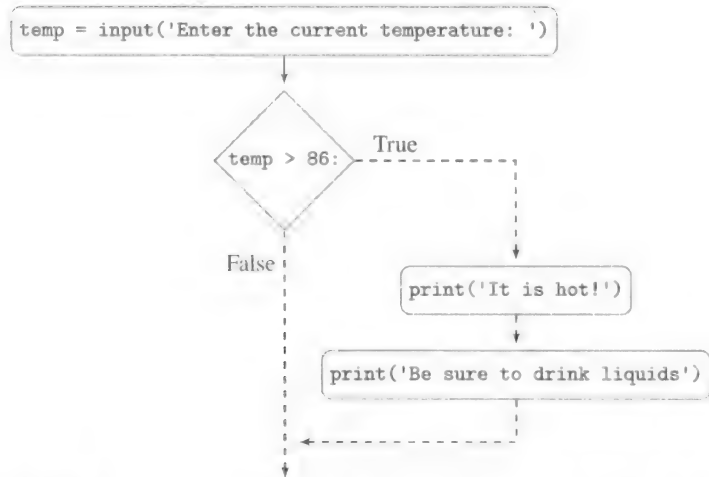 temp = input('Enter the current temperature: ')
temp > 86:
True
False
print('It is hot!')
print('Be sure to drink liquids')